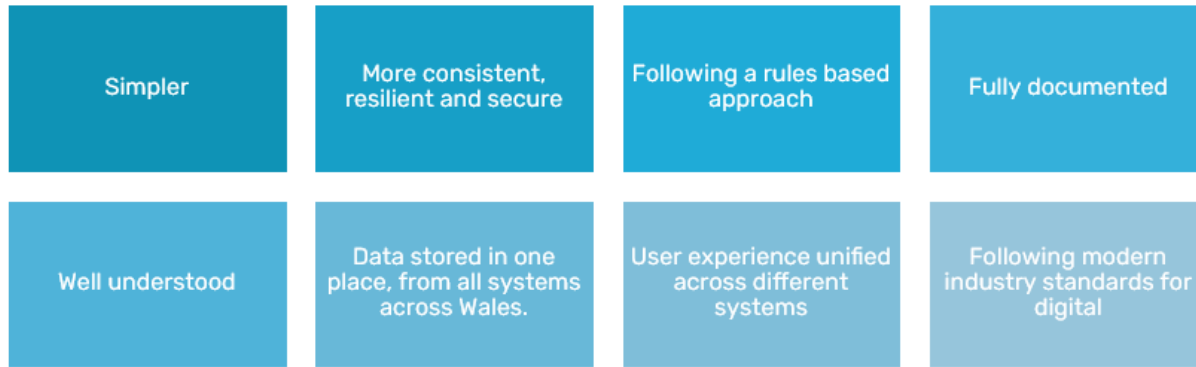 Simpler
More consistent,
resilient and secure
Following a rules based
approach
Fully documented
Well understood
Data stored in one
place, from all systems
across Wales.
User experience unified
across different
systems
Following modern
industry standards for
digital